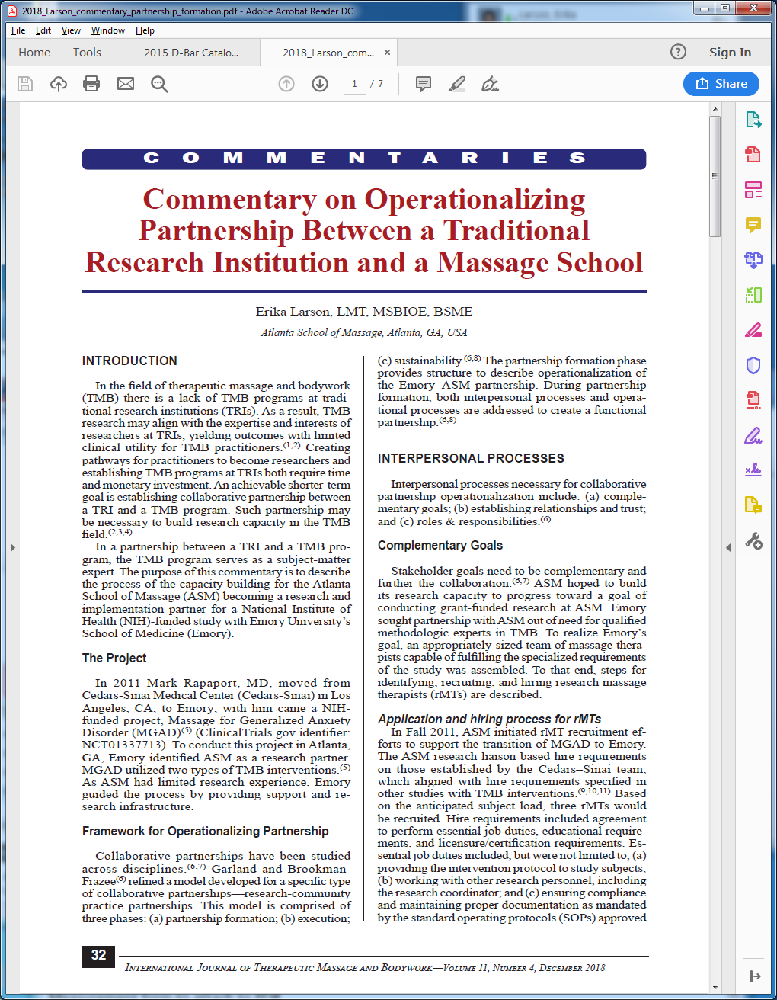 2018_Larson_commentary_partnership_formation.pdf - Adobe Acrobat Reader DC
File Edit View Window Help
Home Tools 2015 D-Bar Catalo... 2018_Larson_com... ×
? Sign In
1 / 7 Share
COMMENTARIES
Commentary on Operationalizing
Partnership Between a Traditional
Research Institution and a Massage School
Erika Larson, LMT, MSBIOE, BSME
Atlanta School of Massage, Atlanta, GA, USA
INTRODUCTION
In the field of therapeutic massage and bodywork
(TMB) there is a lack of TMB programs at tradi-
tional research institutions (TRIs). As a result, TMB
research may align with the expertise and interests of
researchers at TRIs, yielding outcomes with limited
clinical utility for TMB practitioners.(1,2) Creating
pathways for practitioners to become researchers and
establishing TMB programs at TRIs both require time
and monetary investment. An achievable shorter-term
goal is establishing collaborative partnership between
a TRI and a TMB program. Such partnership may
be necessary to build research capacity in the TMB
field.(2,3,4)
In a partnership between a TRI and a TMB pro-
gram, the TMB program serves as a subject-matter
expert. The purpose of this commentary is to describe
the process of the capacity building for the Atlanta
School of Massage (ASM) becoming a research and
implementation partner for a National Institute of
Health (NIH)-funded study with Emory University's
School of Medicine (Emory).
The Project
In 2011 Mark Rapaport, MD, moved from
Cedars-Sinai Medical Center (Cedars-Sinai) in Los
Angeles, CA, to Emory; with him came a NIH-
funded project, Massage for Generalized Anxiety
Disorder (MGAD)(5) (ClinicalTrials.gov identifier:
NCT01337713). To conduct this project in Atlanta,
GA, Emory identified ASM as a research partner.
MGAD utilized two types of TMB interventions.(5)
As ASM had limited research experience, Emory
guided the process by providing support and re-
search infrastructure.
Framework for Operationalizing Partnership
Collaborative partnerships have been studied
across disciplines.(6,7) Garland and Brookman-
Frazee(6) refined a model developed for a specific type
of collaborative partnerships—research-community
practice partnerships. This model is comprised of
three phases: (a) partnership formation; (b) execution;
(c) sustainability.(6,8) The partnership formation phase
provides structure to describe operationalization of
the Emory–ASM partnership. During partnership
formation, both interpersonal processes and opera-
tional processes are addressed to create a functional
partnership.(6,8)
INTERPERSONAL PROCESSES
Interpersonal processes necessary for collaborative
partnership operationalization include: (a) comple-
mentary goals; (b) establishing relationships and trust;
and (c) roles & responsibilities.(6)
Complementary Goals
Stakeholder goals need to be complementary and
further the collaboration.(6,7) ASM hoped to build
its research capacity to progress toward a goal of
conducting grant-funded research at ASM. Emory
sought partnership with ASM out of need for qualified
methodologic experts in TMB. To realize Emory's
goal, an appropriately-sized team of massage thera-
pists capable of fulfilling the specialized requirements
of the study was assembled. To that end, steps for
identifying, recruiting, and hiring research massage
therapists (rMTs) are described.
Application and hiring process for rMTs
In Fall 2011, ASM initiated rMT recruitment ef-
forts to support the transition of MGAD to Emory.
The ASM research liaison based hire requirements
on those established by the Cedars–Sinai team,
which aligned with hire requirements specified in
other studies with TMB interventions.(9,10,11) Based
on the anticipated subject load, three rMTs would
be recruited. Hire requirements included agreement
to perform essential job duties, educational require-
ments, and licensure/certification requirements. Es-
sential job duties included, but were not limited to, (a)
providing the intervention protocol to study subjects;
(b) working with other research personnel, including
the research coordinator; and (c) ensuring compliance
and maintaining proper documentation as mandated
by the standard operating protocols (SOPs) approved
32
International Journal of Therapeutic Massage and Bodywork—Volume 11, Number 4, December 2018